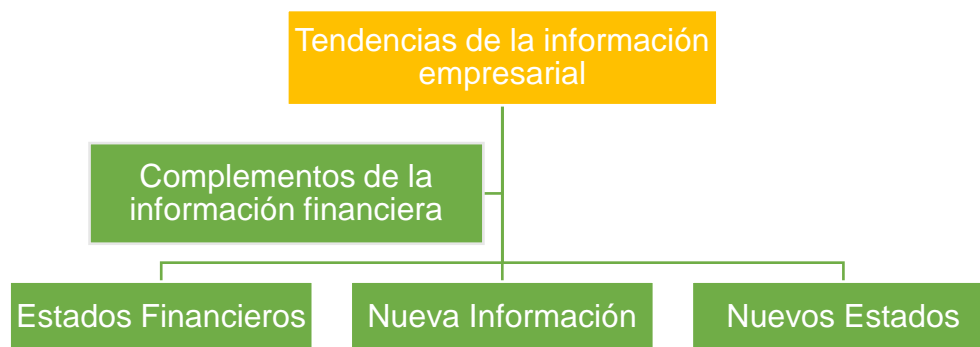 Tendencias de la información
empresarial
Complementos de la
información financiera
Estados Financieros
Nueva Información
Nuevos Estados